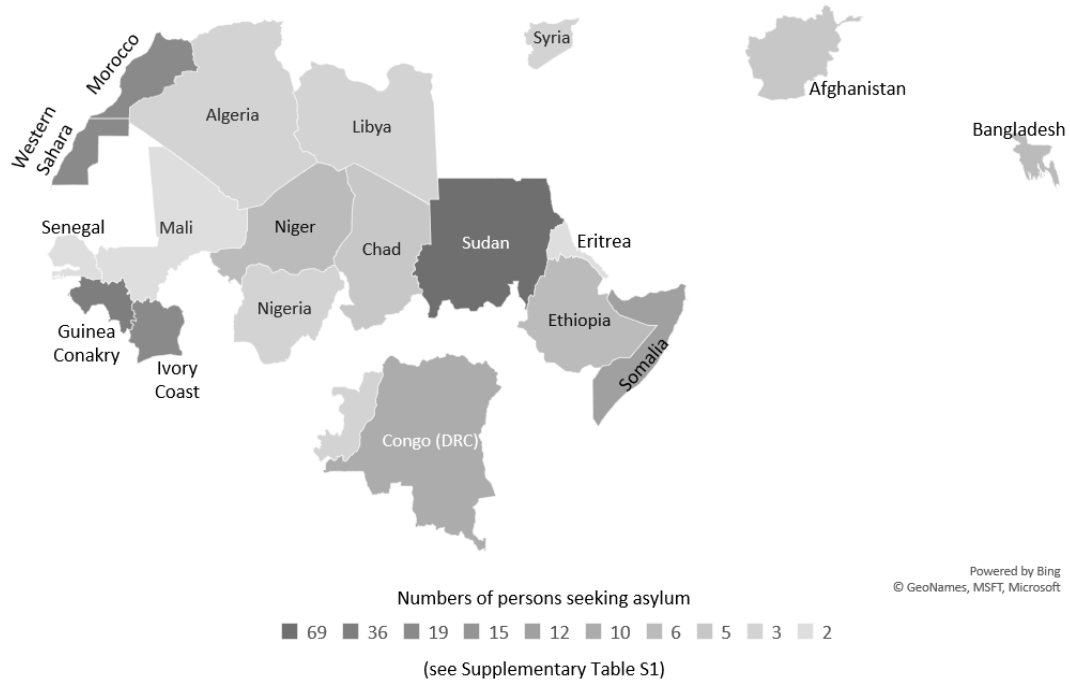 Syria
Morocco
Afghanistan
Algeria
Libya
Western
Sahara
Bangladesh
Senegal
Mali
Niger
Chad
Sudan
Eritrea
Nigeria
Ethiopia
Guinea
Conakry
Ivory
Coast
Somalia
Congo (DRC)
Powered by Bing
© GeoNames, MSFT, Microsoft
Numbers of persons seeking asylum
69 36 19 15 12 10 6 5 3 2
(see Supplementary Table S1)